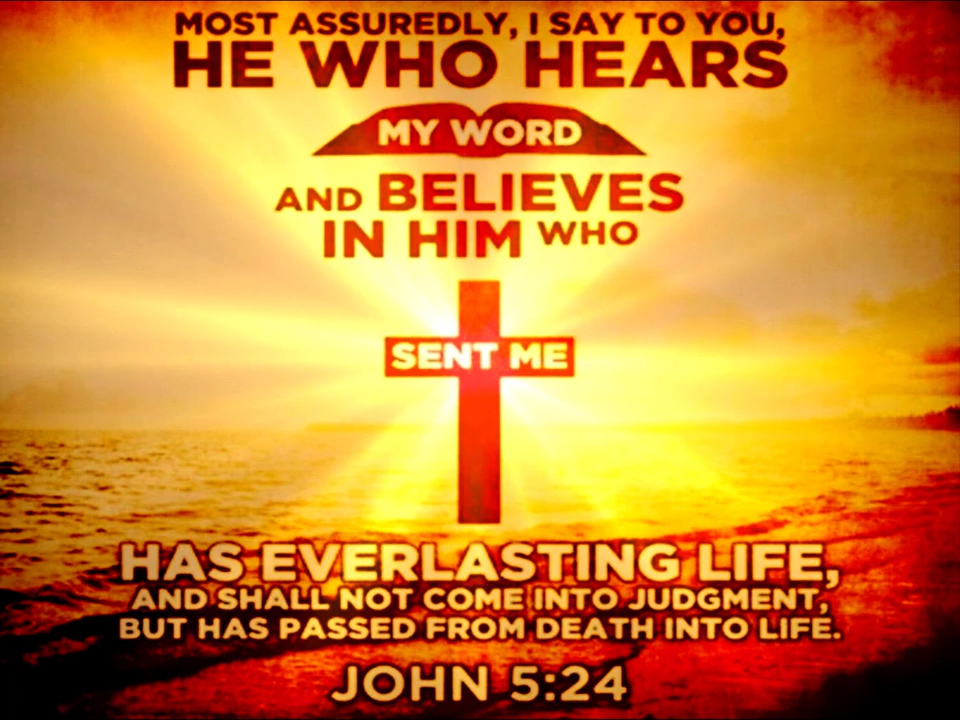 MOST ASSUREDLY, I SAY TO YOU,
HE WHO HEARS
MY WORD
AND BELIEVES
IN HIM WHO
SENT ME
HAS EVERLASTING LIFE,
AND SHALL NOT COME INTO JUDGMENT,
BUT HAS PASSED FROM DEATH INTO LIFE.
JOHN 5:24